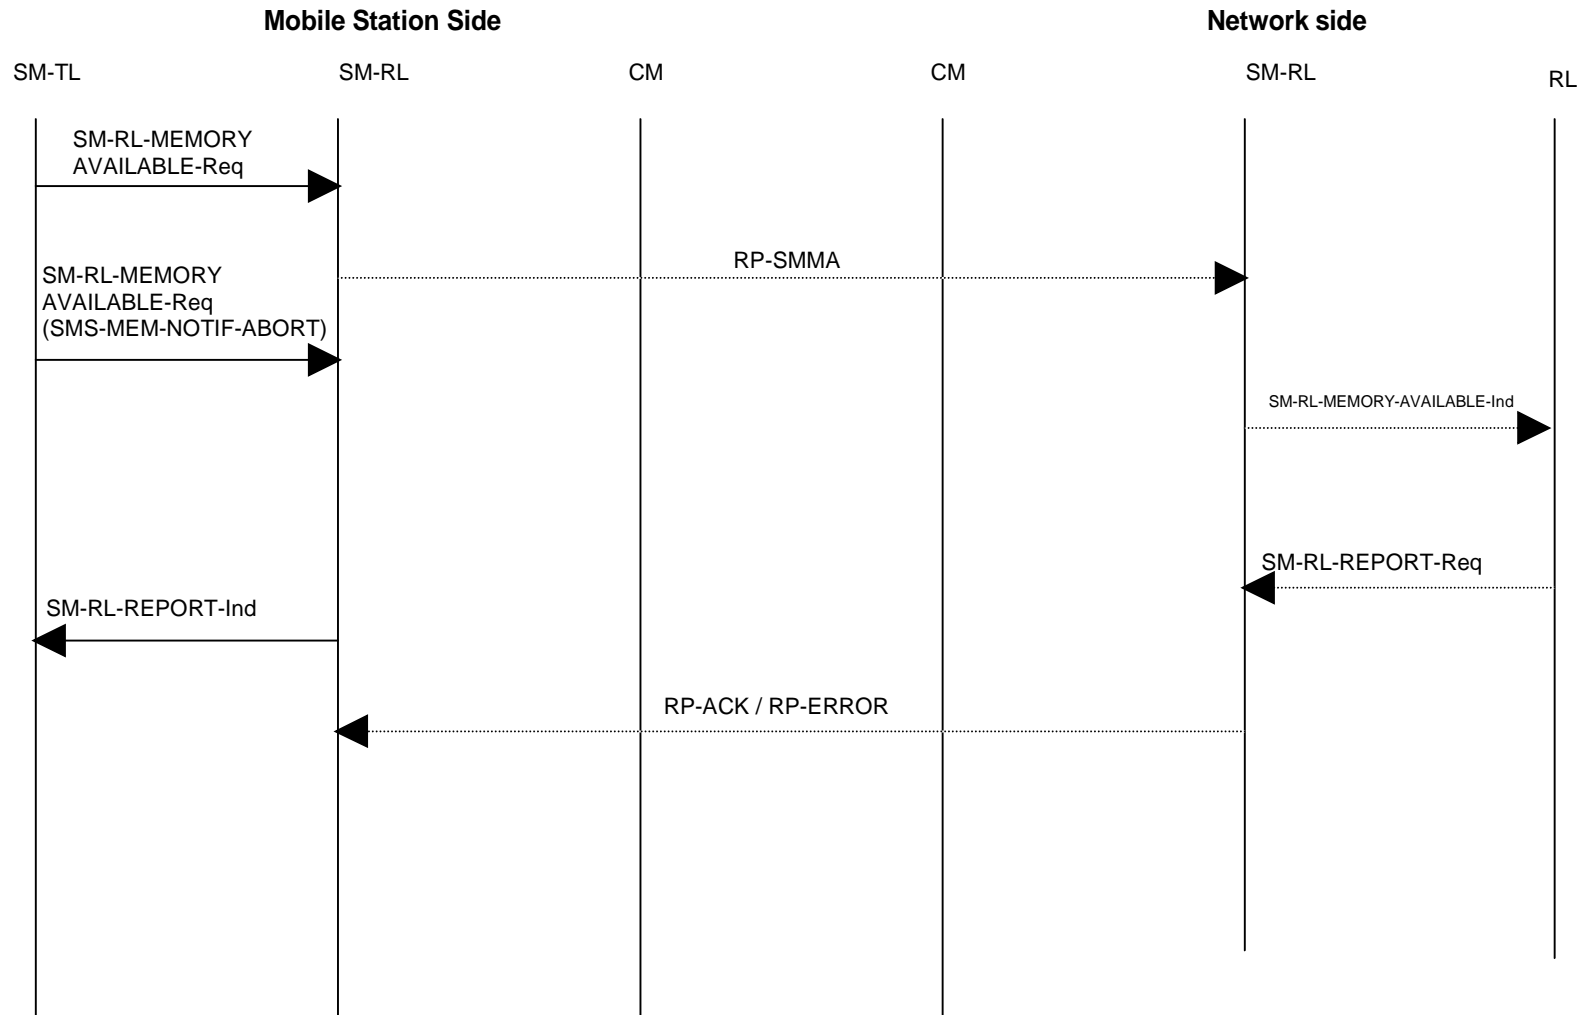 Mobile Station Side
Network side
SM-TL
SM-RL
CM
CM
SM-RL
RL
SM-RL-MEMORY
AVAILABLE-Req
RP-SMMA
SM-RL-MEMORY
AVAILABLE-Req
(SMS-MEM-NOTIF-ABORT)
SM-RL-MEMORY-AVAILABLE-Ind
SM-RL-REPORT-Req
SM-RL-REPORT-Ind
RP-ACK / RP-ERROR